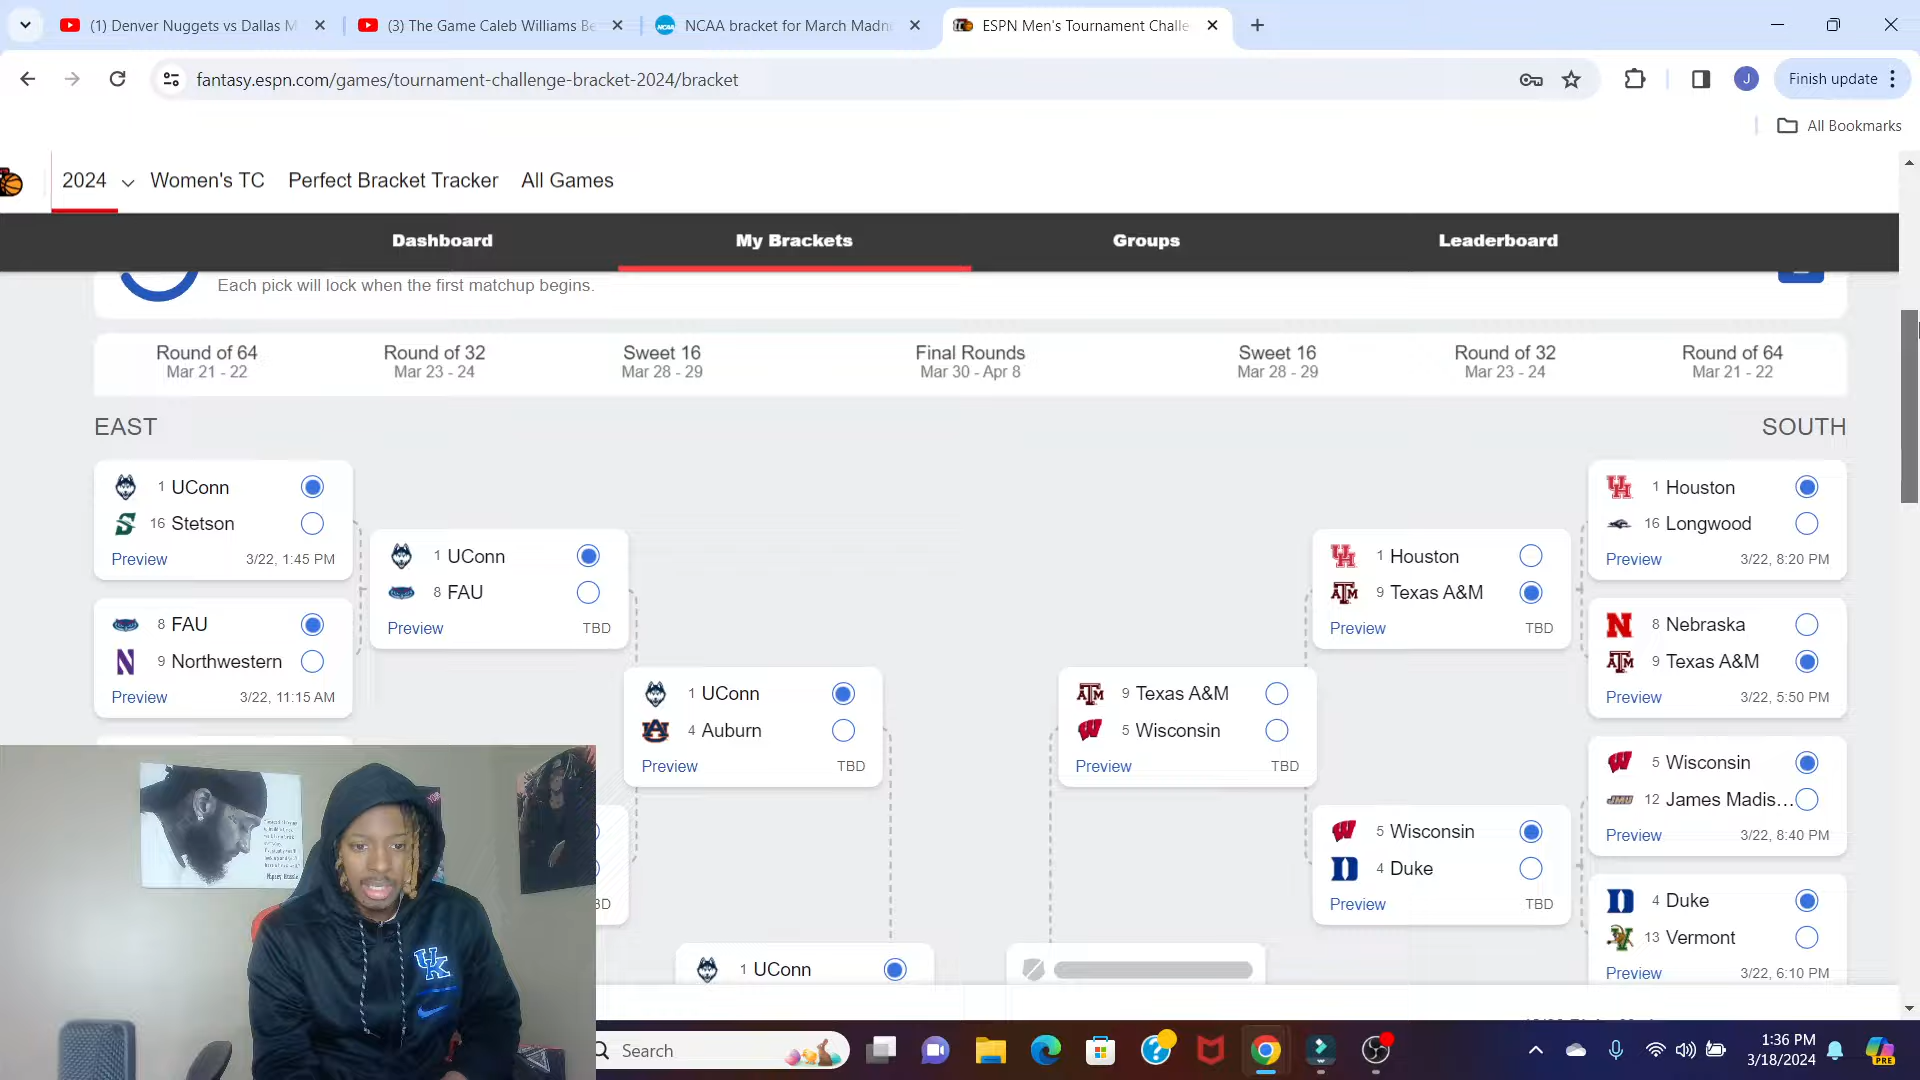 (1) Denver Nuggets vs Dallas M
(3) The Game Caleb Williams Be
NCAA bracket for March Madn
ESPN Men's Tournament Challe
fantasy.espn.com/games/tournament-challenge-bracket-2024/bracket
J
Finish update
All Bookmarks
2024
Women's TC
Perfect Bracket Tracker
All Games
Dashboard
My Brackets
Groups
Leaderboard
Each pick will lock when the first matchup begins.
Round of 64
Mar 21 - 22
Round of 32
Mar 23 - 24
Sweet 16
Mar 28 - 29
Final Rounds
Mar 30 - Apr 8
Sweet 16
Mar 28 - 29
Round of 32
Mar 23 - 24
Round of 64
Mar 21 - 22
EAST
SOUTH
1 UConn
16 Stetson
Preview 3/22, 1:45 PM
8 FAU
9 Northwestern
Preview 3/22, 11:15 AM
1 UConn
8 FAU
Preview TBD
1 UConn
4 Auburn
Preview TBD
1 UConn
9 Texas A&M
5 Wisconsin
Preview TBD
1 Houston
9 Texas A&M
Preview TBD
5 Wisconsin
4 Duke
Preview TBD
1 Houston
16 Longwood
Preview 3/22, 8:20 PM
8 Nebraska
9 Texas A&M
Preview 3/22, 5:50 PM
5 Wisconsin
12 James Madis...
Preview 3/22, 8:40 PM
4 Duke
13 Vermont
Preview 3/22, 6:10 PM
BD
UK
Search
1:36 PM
3/18/2024
PRE